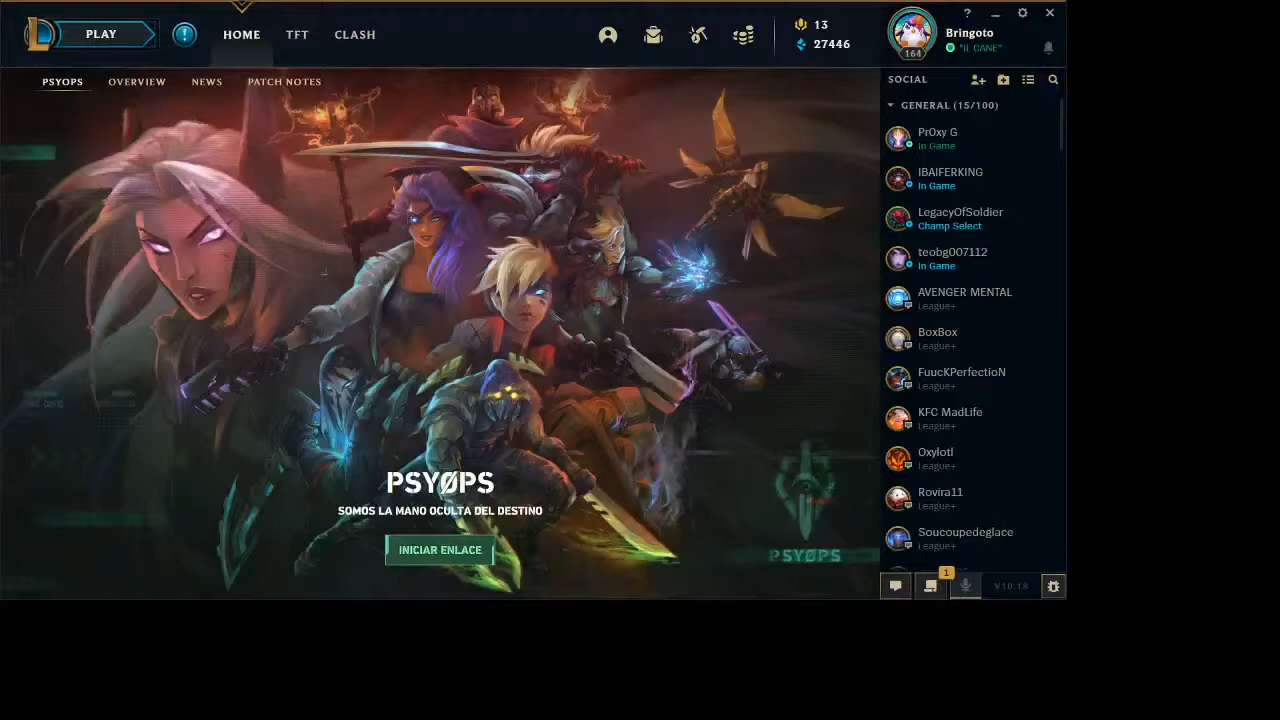 PLAY
HOME
TFT
CLASH
13
27446
?
164
Bringoto
"IL CANE"
PSYOPS
OVERVIEW
NEWS
PATCH NOTES
SOCIAL
GENERAL (15/100)
PrOxy G
In Game
IBAIFERKING
In Game
LegacyOfSoldier
Champ Select
teobg007112
In Game
AVENGER MENTAL
League+
BoxBox
League+
FuucKPerfectioN
League+
KFC MadLife
League+
Oxylotl
League+
Rovira11
League+
Soucoupedeglace
League+
PSYØPS
SOMOS LA MANO OCULTA DEL DESTINO
INICIAR ENLACE
PSYØPS
1
V10.18